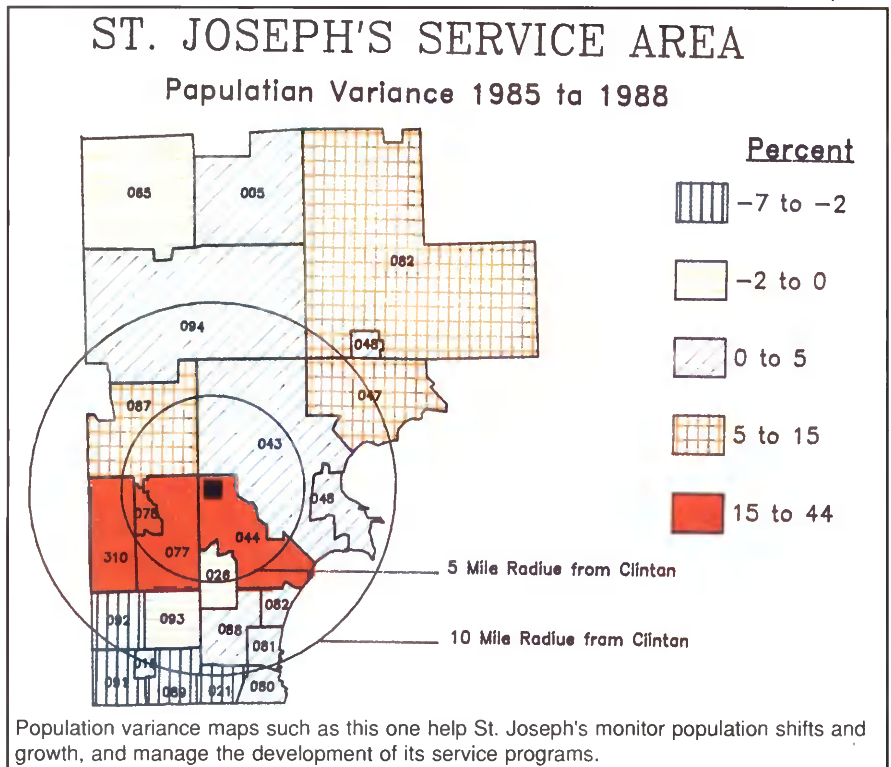 ST. JOSEPH'S SERVICE AREA
Papulatian Variance 1985 ta 1988
Percent
-7 to -2
-2 to 0
0 to 5
5 to 15
15 to 44
065
005
082
094
048
047
087
043
048
078
044
310
077
028
5 Mile Radiue from Clintan
092
093
088
082
10 Mile Radiue fram Clintan
081
091
089
021
080
Population variance maps such as this one help St. Joseph's monitor population shifts and
growth, and manage the development of its service programs.